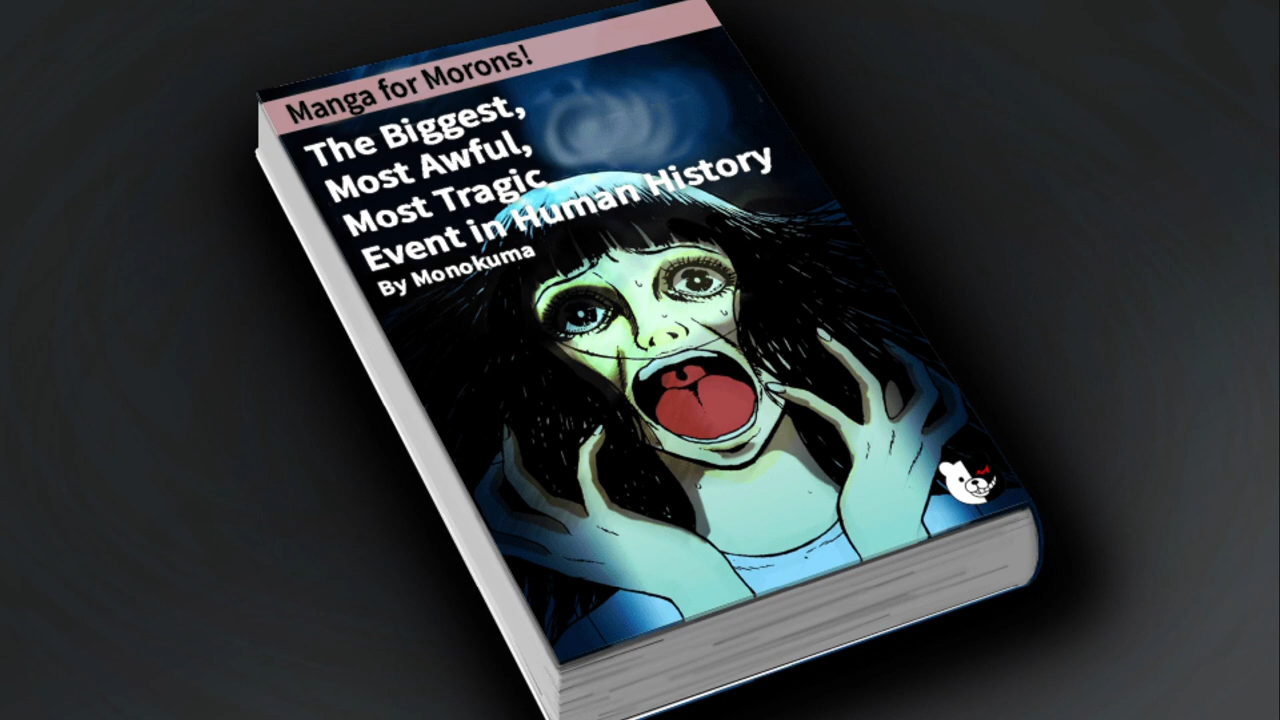 Manga for Morons!
The Biggest,
Most Awful,
Most Tragic
Event in Human History
By Monokuma